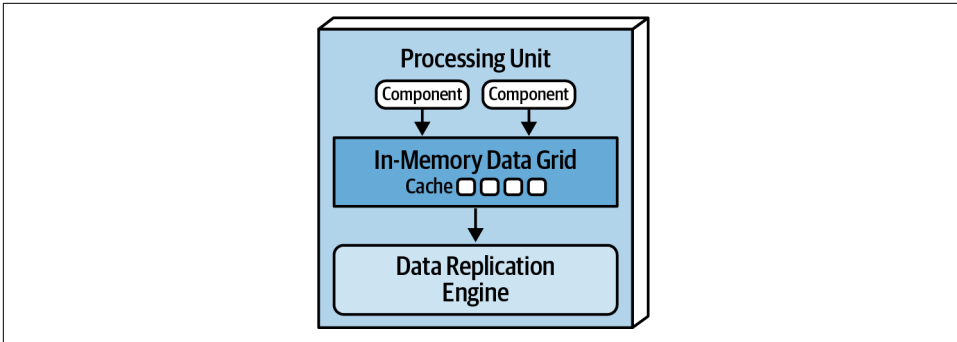 Processing Unit
Component Component
In-Memory Data Grid
Cache
Data Replication
Engine